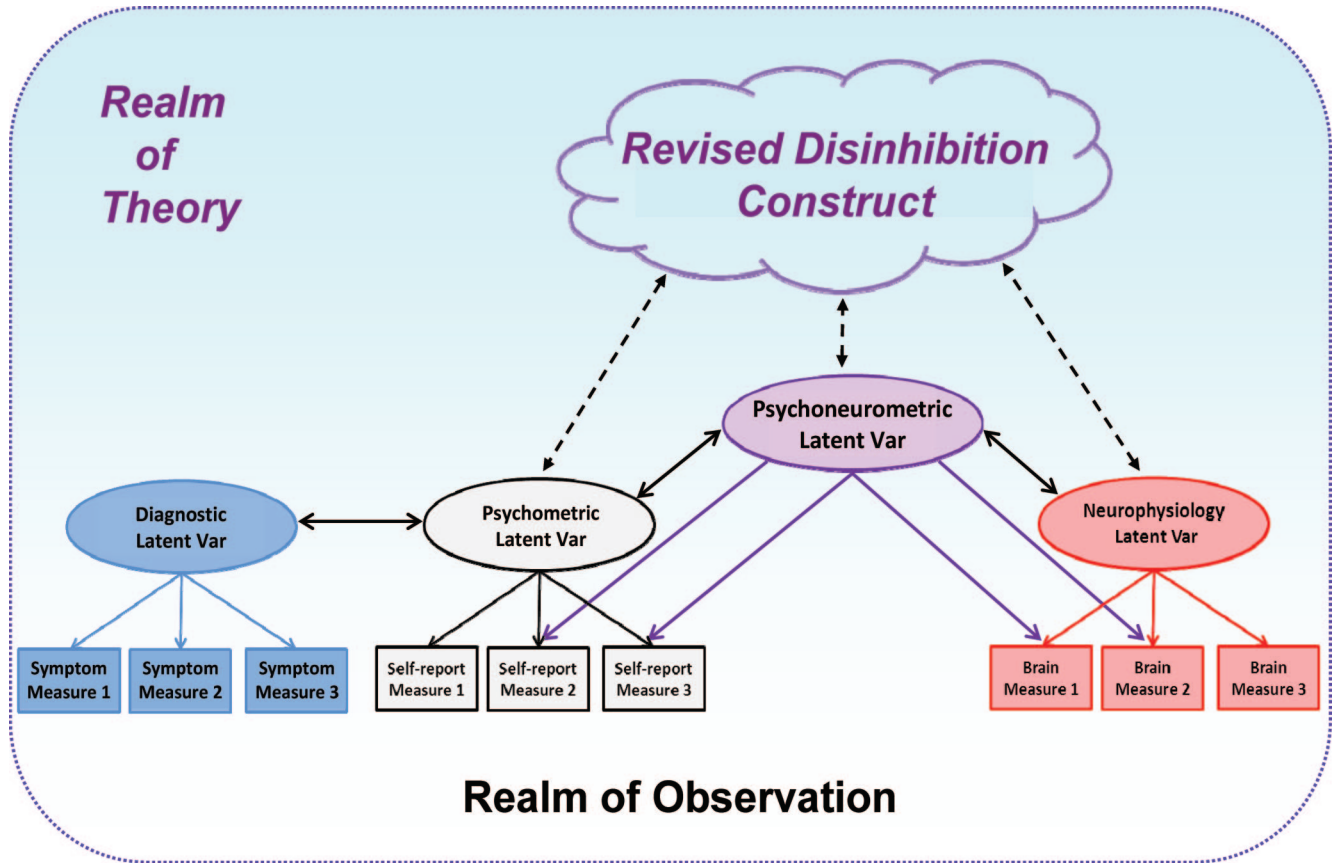 Realm
of
Theory
Revised Disinhibition
Construct
Psychoneurometric
Latent Var
Diagnostic
Latent Var
Psychometric
Latent Var
Neurophysiology
Latent Var
Symptom
Measure 1
Symptom
Measure 2
Symptom
Measure 3
Self-report
Measure 1
Self-report
Measure 2
Self-report
Measure 3
Brain
Measure 1
Brain
Measure 2
Brain
Measure 3
Realm of Observation